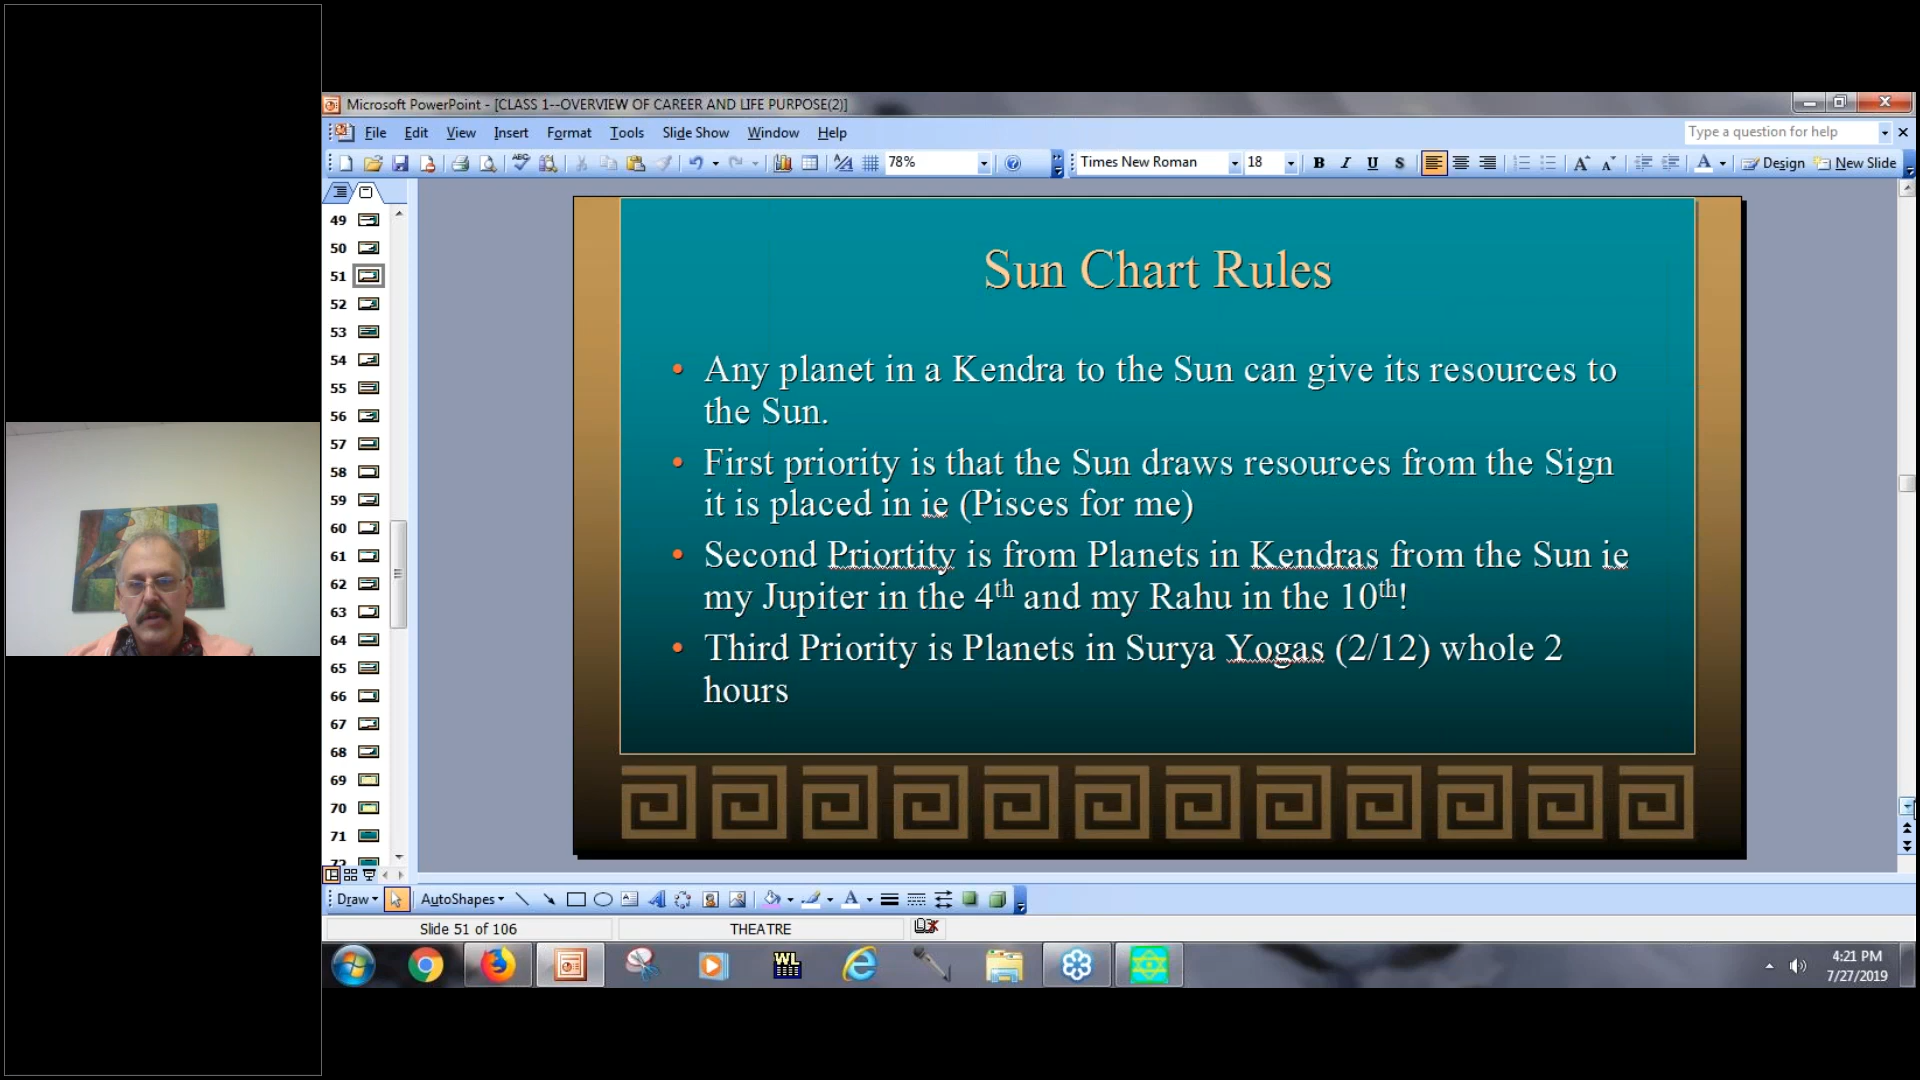 Microsoft PowerPoint - [CLASS 1--OVERVIEW OF CAREER AND LIFE PURPOSE(2)]
File Edit View Insert Format Tools Slide Show Window Help
Type a question for help
78%
Times New Roman 18 B I U S A A A Design New Slide
49
50
51
52
53
54
55
56
57
58
59
60
61
62
63
64
65
66
67
68
69
70
71
72
Sun Chart Rules
• Any planet in a Kendra to the Sun can give its resources to
the Sun.
• First priority is that the Sun draws resources from the Sign
it is placed in ie (Pisces for me)
• Second Priortity is from Planets in Kendras from the Sun ie
my Jupiter in the 4th and my Rahu in the 10th!
• Third Priority is Planets in Surya Yogas (2/12) whole 2
hours
Draw AutoShapes
Slide 51 of 106 THEATRE
WL
4:21 PM
7/27/2019